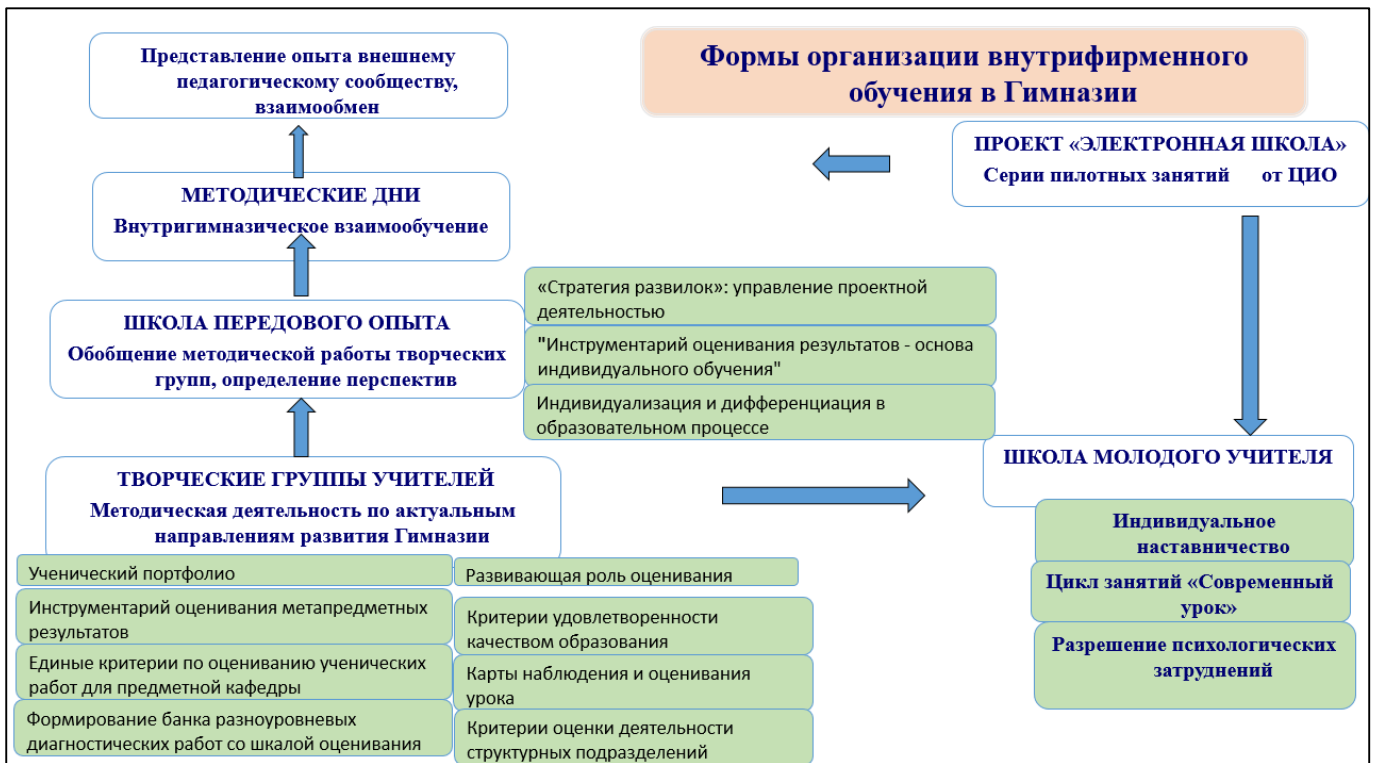 Формы организации внутрифирменного
обучения в Гимназии
Представление опыта внешнему
педагогическому сообществу,
взаимообмен
ПРОЕКТ «ЭЛЕКТРОННАЯ ШКОЛА»
Серии пилотных занятий от ЦИО
МЕТОДИЧЕСКИЕ ДНИ
Внутригимназическое взаимообучение
ШКОЛА ПЕРЕДОВОГО ОПЫТА
Обобщение методической работы творческих
групп, определение перспектив
«Стратегия развилок»: управление проектной
деятельностью
"Инструментарий оценивания результатов - основа
индивидуального обучения"
Индивидуализация и дифференциация в
образовательном процессе
ТВОРЧЕСКИЕ ГРУППЫ УЧИТЕЛЕЙ
Методическая деятельность по актуальным
направлениям развития Гимназии
Ученический портфолио
Инструментарий оценивания метапредметных
результатов
Единые критерии по оцениванию ученических
работ для предметной кафедры
Формирование банка разноуровневых
диагностических работ со шкалой оценивания
Развивающая роль оценивания
Критерии удовлетворенности
качеством образования
Карты наблюдения и оценивания
урока
Критерии оценки деятельности
структурных подразделений
ШКОЛА МОЛОДОГО УЧИТЕЛЯ
Индивидуальное
наставничество
Цикл занятий «Современный
урок»
Разрешение психологических
затруднений